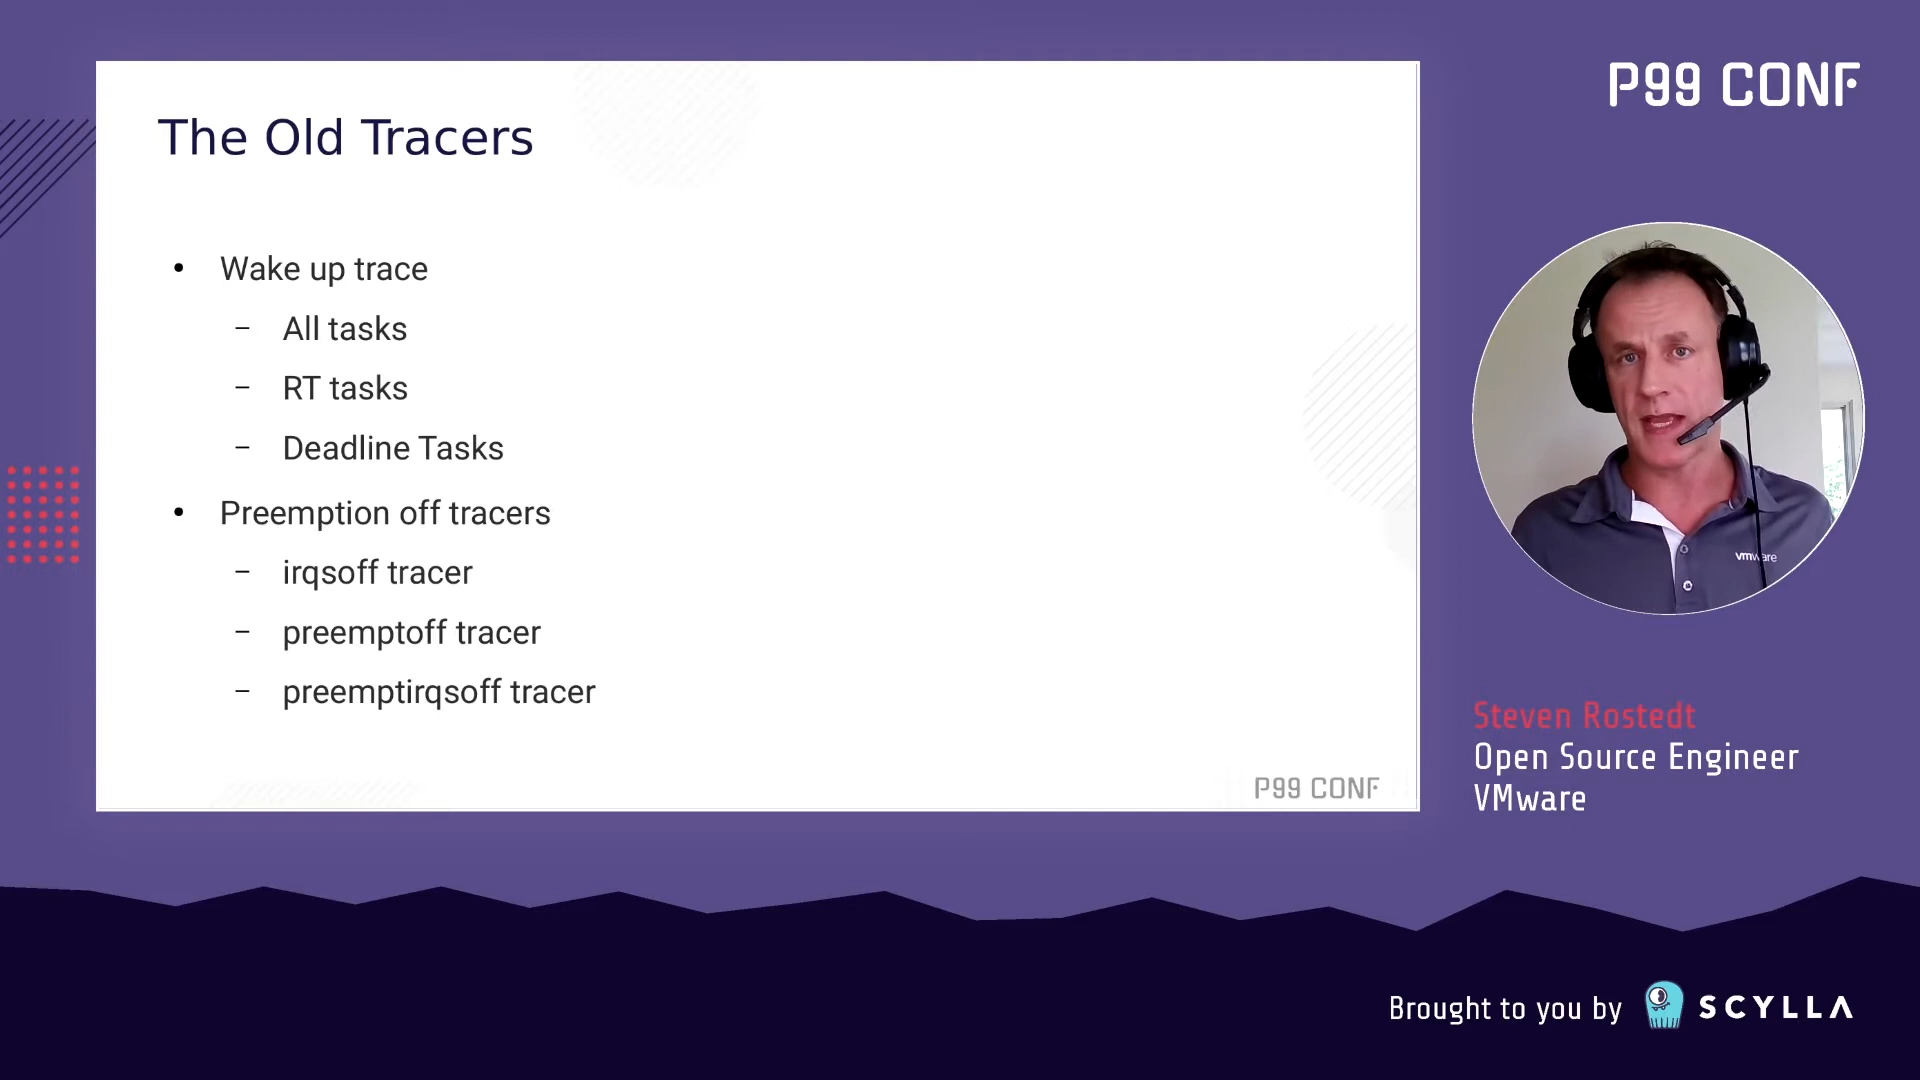 P99 CONF
The Old Tracers
• Wake up trace
– All tasks
– RT tasks
– Deadline Tasks
• Preemption off tracers
– irqsoff tracer
– preemptoff tracer
– preemptirqsoff tracer
P99 CONF
vmware
Steven Rostedt
Open Source Engineer
VMware
Brought to you by SCYLLA